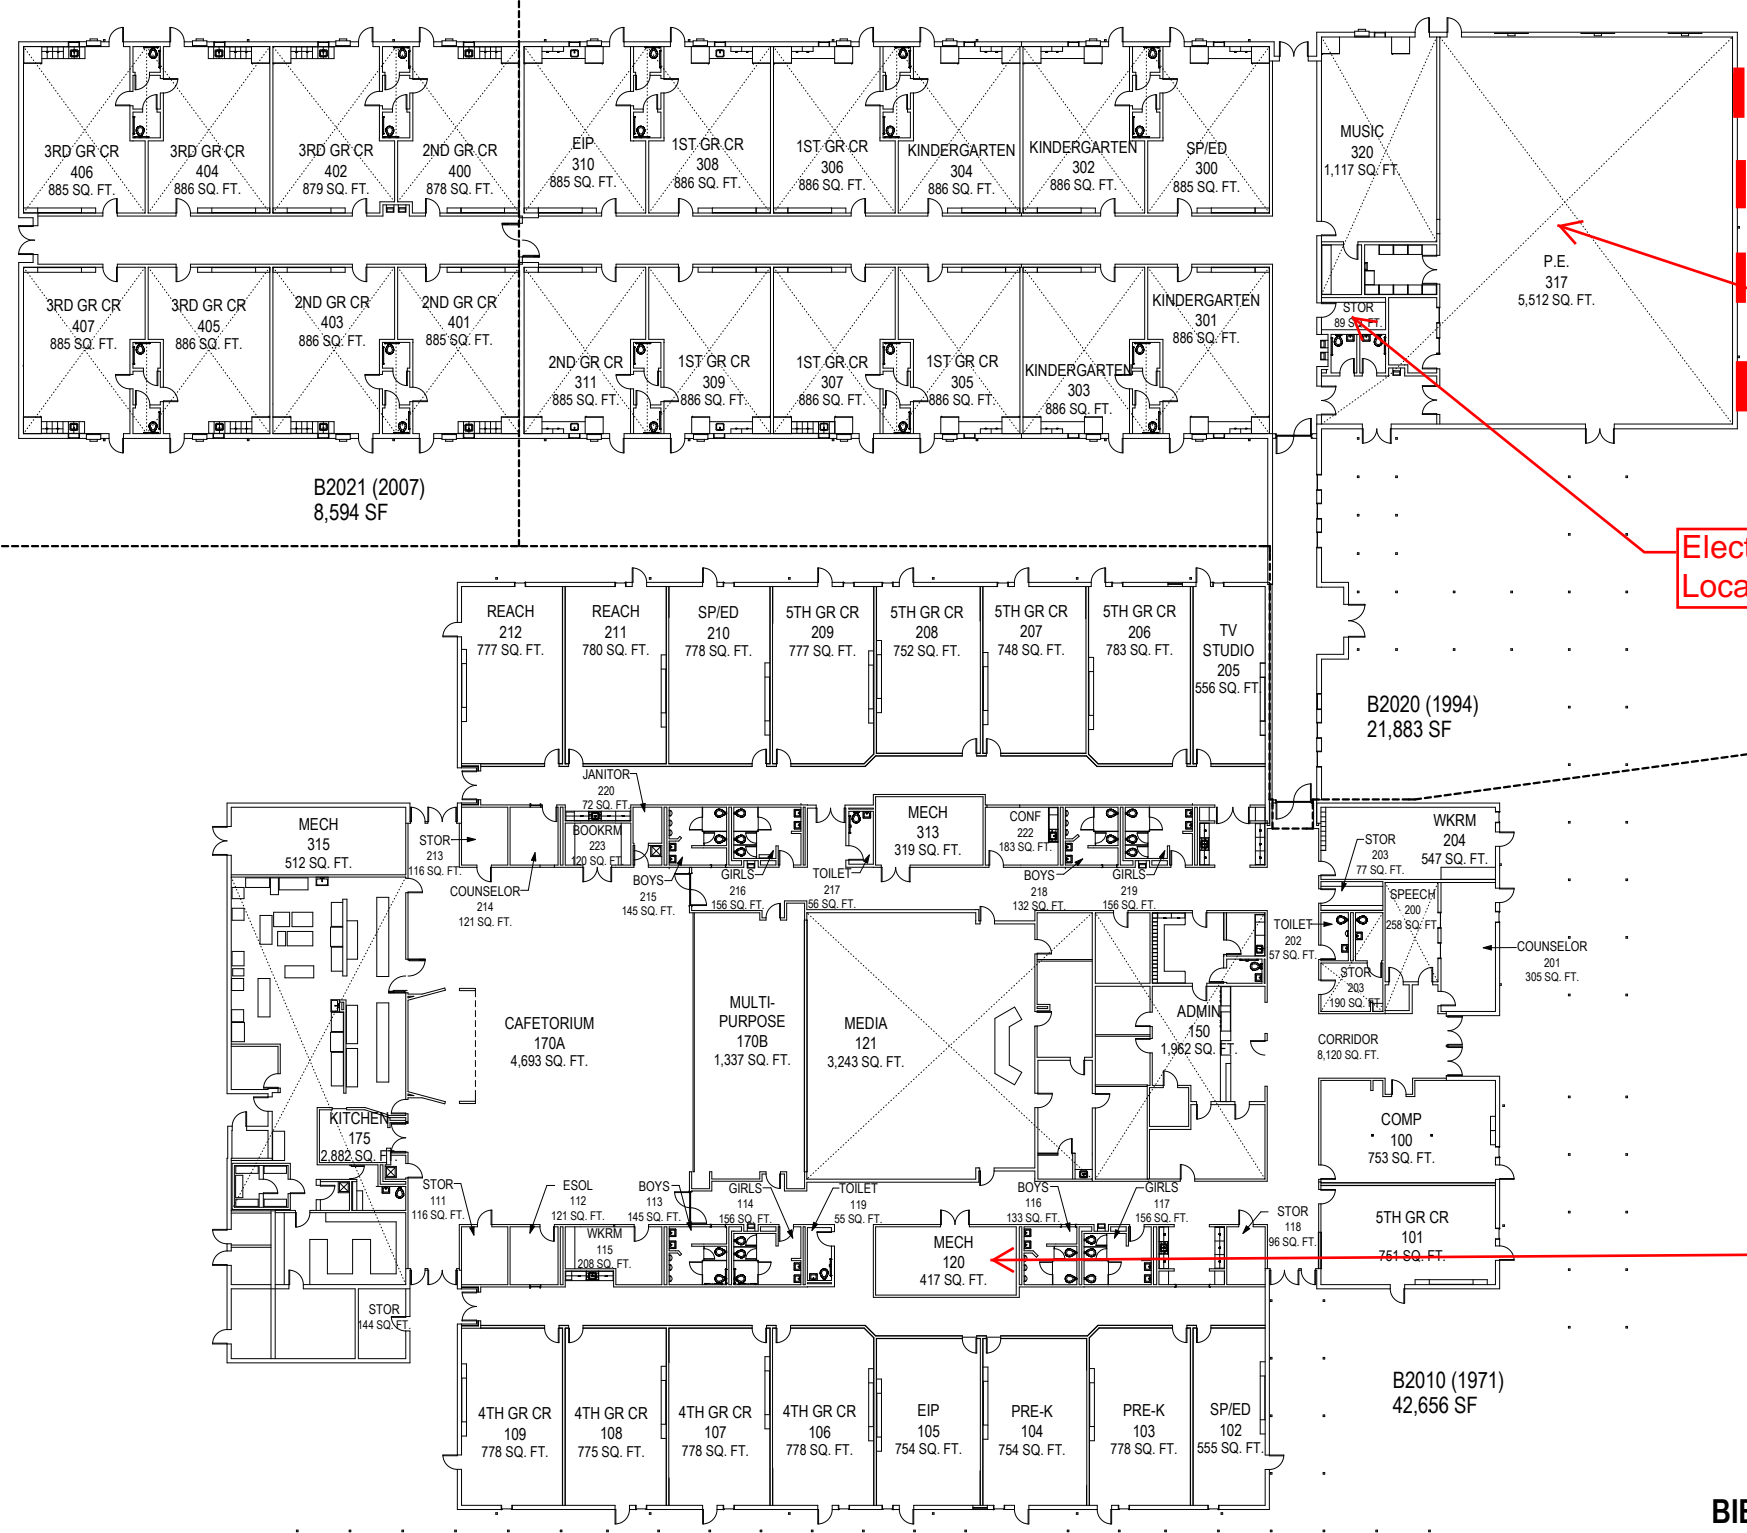 3RD GR CR
406
885 SQ. FT.
3RD GR CR
404
886 SQ. FT.
3RD GR CR
402
879 SQ. FT.
2ND GR CR
400
878 SQ. FT.
EIP
310
885 SQ. FT.
1ST GR CR
308
886 SQ. FT.
1ST GR CR
306
886 SQ. FT.
KINDERGARTEN
304
886 SQ. FT.
KINDERGARTEN
302
886 SQ. FT.
SP/ED
300
885 SQ. FT.
MUSIC
320
1,117 SQ. FT.
P.E.
317
5,512 SQ. FT.
3RD GR CR
407
885 SQ. FT.
3RD GR CR
405
886 SQ. FT.
2ND GR CR
403
886 SQ. FT.
2ND GR CR
401
885 SQ. FT.
2ND GR CR
311
885 SQ. FT.
1ST GR CR
309
886 SQ. FT.
1ST GR CR
307
886 SQ. FT.
1ST GR CR
305
886 SQ. FT.
KINDERGARTEN
303
886 SQ. FT.
KINDERGARTEN
301
886 SQ. FT.
STOR
89 SQ. FT.
B2021 (2007)
8,594 SF
Elect
Loca
REACH
212
777 SQ. FT.
REACH
211
780 SQ. FT.
SP/ED
210
778 SQ. FT.
5TH GR CR
209
777 SQ. FT.
5TH GR CR
208
752 SQ. FT.
5TH GR CR
207
748 SQ. FT.
5TH GR CR
206
783 SQ. FT.
TV
STUDIO
205
556 SQ. FT.
B2020 (1994)
21,883 SF
JANITOR
220
72 SQ. FT.
MECH
315
512 SQ. FT.
STOR
213
116 SQ. FT.
COUNSELOR
214
121 SQ. FT.
BOOKRM
223
120 SQ. FT.
BOYS
215
145 SQ. FT.
GIRLS
216
156 SQ. FT.
TOILET
217
56 SQ. FT.
MECH
313
319 SQ. FT.
CONF
222
183 SQ. FT.
BOYS
218
132 SQ. FT.
GIRLS
219
156 SQ. FT.
WKRM
204
547 SQ. FT.
STOR
203
77 SQ. FT.
SPEECH
200
258 SQ. FT.
TOILET
202
57 SQ. FT.
COUNSELOR
201
305 SQ. FT.
STOR
203
190 SQ. FT.
CAFETORIUM
170A
4,693 SQ. FT.
MULTI-
PURPOSE
170B
1,337 SQ. FT.
MEDIA
121
3,243 SQ. FT.
ADMIN
150
1,962 SQ. FT.
CORRIDOR
8,120 SQ. FT.
KITCHEN
175
2,882 SQ. FT.
COMP
100
753 SQ. FT.
STOR
111
116 SQ. FT.
ESOL
112
121 SQ. FT.
WKRM
115
208 SQ. FT.
BOYS
113
145 SQ. FT.
GIRLS
114
156 SQ. FT.
TOILET
119
55 SQ. FT.
MECH
120
417 SQ. FT.
BOYS
116
133 SQ. FT.
GIRLS
117
156 SQ. FT.
STOR
118
96 SQ. FT.
5TH GR CR
101
751 SQ. FT.
STOR
144 SQ. FT.
4TH GR CR
109
778 SQ. FT.
4TH GR CR
108
775 SQ. FT.
4TH GR CR
107
778 SQ. FT.
4TH GR CR
106
778 SQ. FT.
EIP
105
754 SQ. FT.
PRE-K
104
754 SQ. FT.
PRE-K
103
778 SQ. FT.
SP/ED
102
555 SQ. FT.
B2010 (1971)
42,656 SF